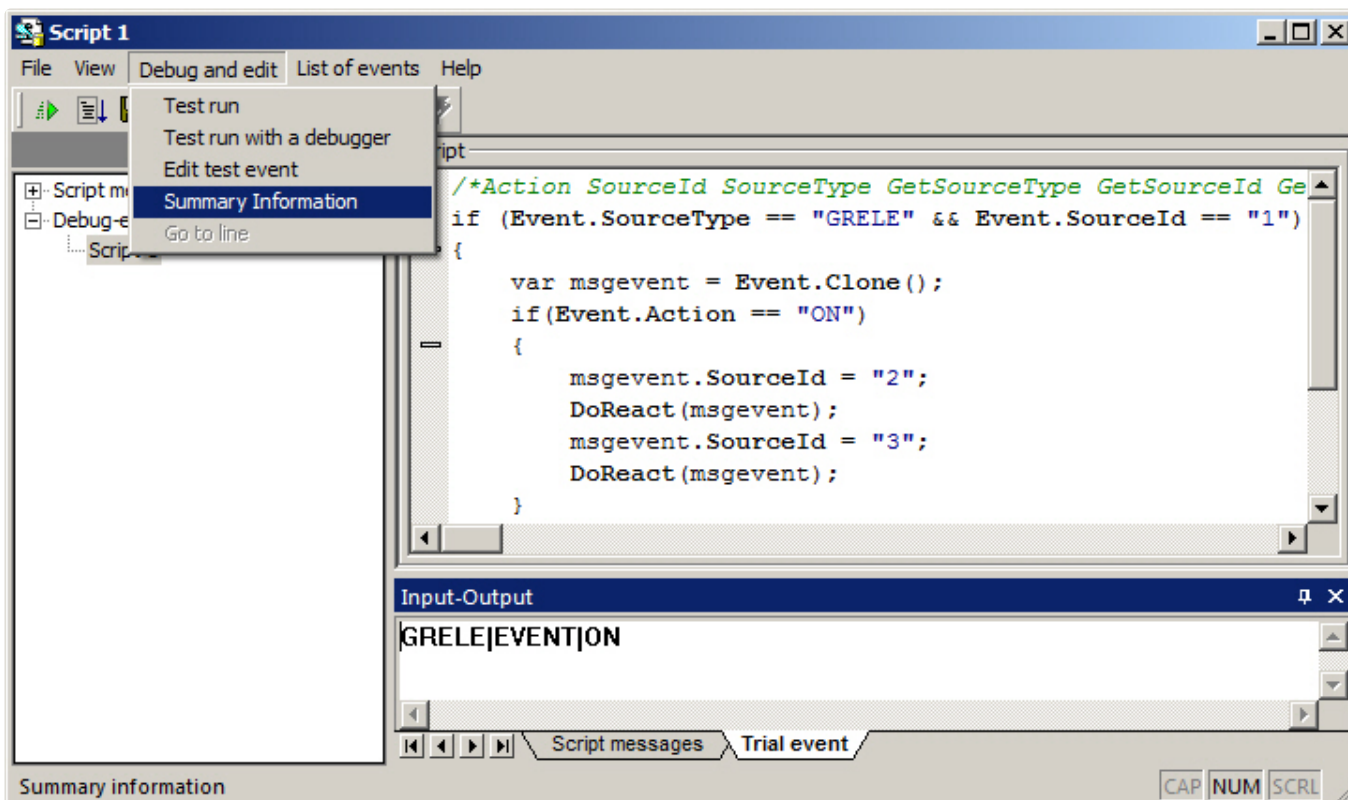 Script 1
File View Debug and edit List of events Help
Test run
Test run with a debugger
Edit test event
Summary Information
Go to line
Script
Debug-e
Script
ript
/*Action SourceId SourceType GetSourceType GetSourceId Ge
if (Event.SourceType == "GRELE" && Event.SourceId == "1")
{
var msgevent = Event.Clone();
if(Event.Action == "ON")
{
msgevent.SourceId = "2";
DoReact(msgevent);
msgevent.SourceId = "3";
DoReact(msgevent);
}
Input-Output
GRELE|EVENT|ON
Script messages Trial event
Summary information
CAP NUM SCRL